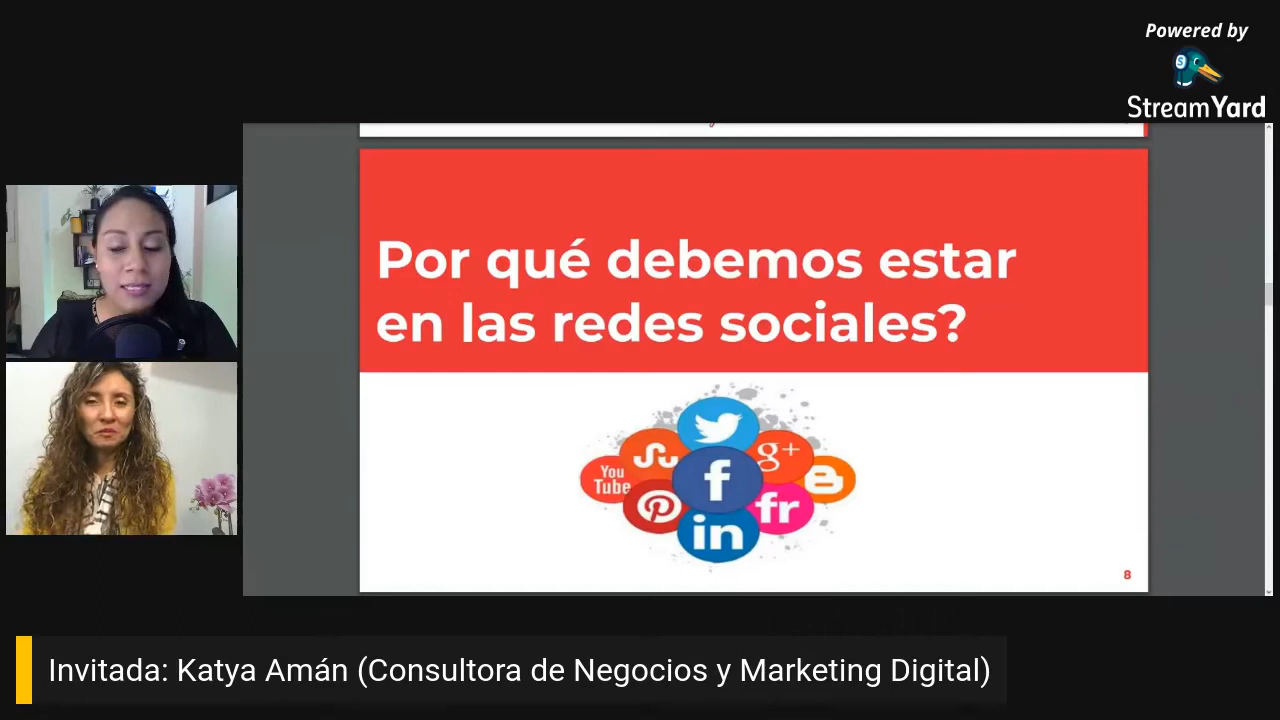 Powered by
S
StreamYard
Por qué debemos estar
en las redes sociales?
You
Tube
g+
f
in
fr
8
Invitada: Katya Amán (Consultora de Negocios y Marketing Digital)